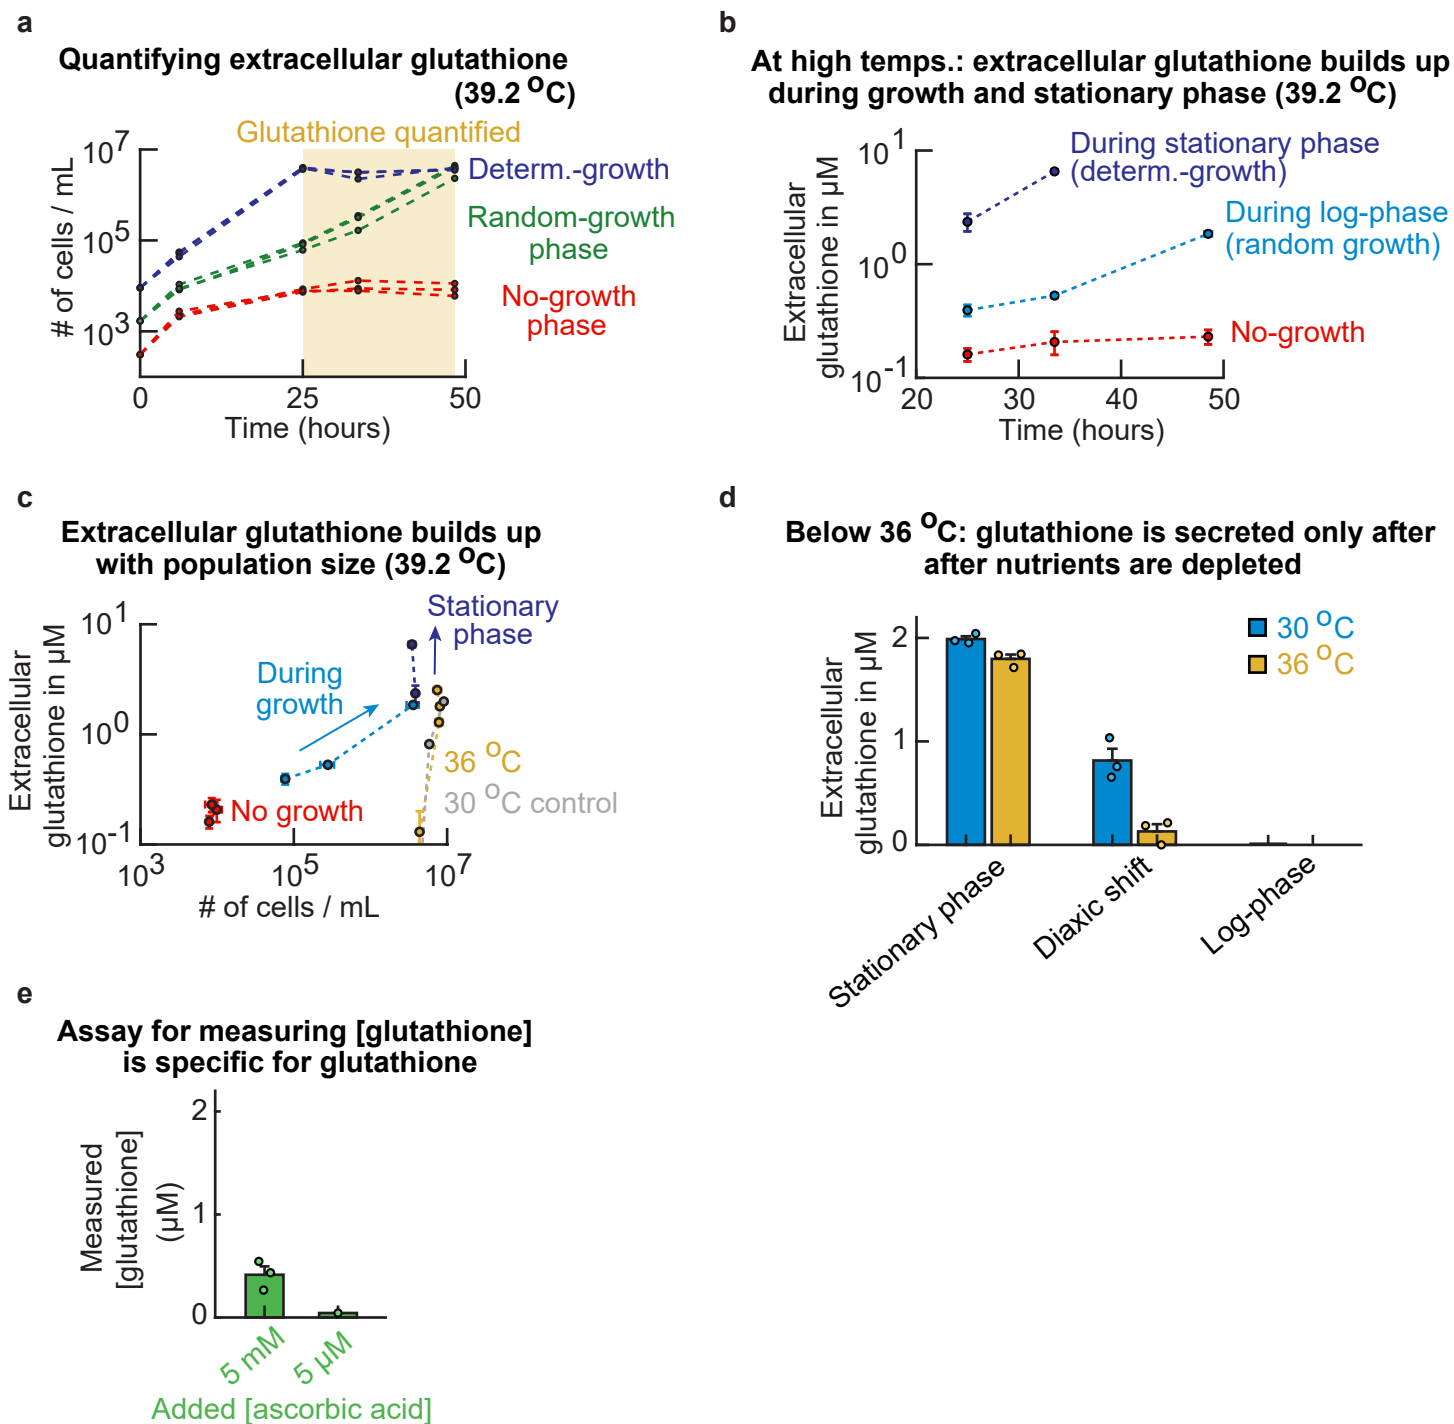 a
Quantifying extracellular glutathione
(39.2 ºC)
Glutathione quantified
# of cells / mL
10^7
10^5
10^3
Determ.-growth
Random-growth
phase
No-growth
phase
0
25
50
Time (hours)
b
At high temps.: extracellular glutathione builds up
during growth and stationary phase (39.2 ºC)
Extracellular
glutathione in µM
10^1
10^0
10^-1
During stationary phase
(determ.-growth)
During log-phase
(random growth)
No-growth
20
30
40
50
Time (hours)
c
Extracellular glutathione builds up
with population size (39.2 ºC)
Extracellular
glutathione in µM
10^1
10^0
10^-1
Stationary
phase
During
growth
36 ºC
30 ºC control
No growth
10^3
10^5
10^7
# of cells / mL
d
Below 36 ºC: glutathione is secreted only after
after nutrients are depleted
Extracellular
glutathione in µM
2
1
0
30 ºC
36 ºC
Stationary phase
Diaxic shift
Log-phase
e
Assay for measuring [glutathione]
is specific for glutathione
Measured
[glutathione]
(µM)
2
1
0
5 mM
5 µM
Added [ascorbic acid]